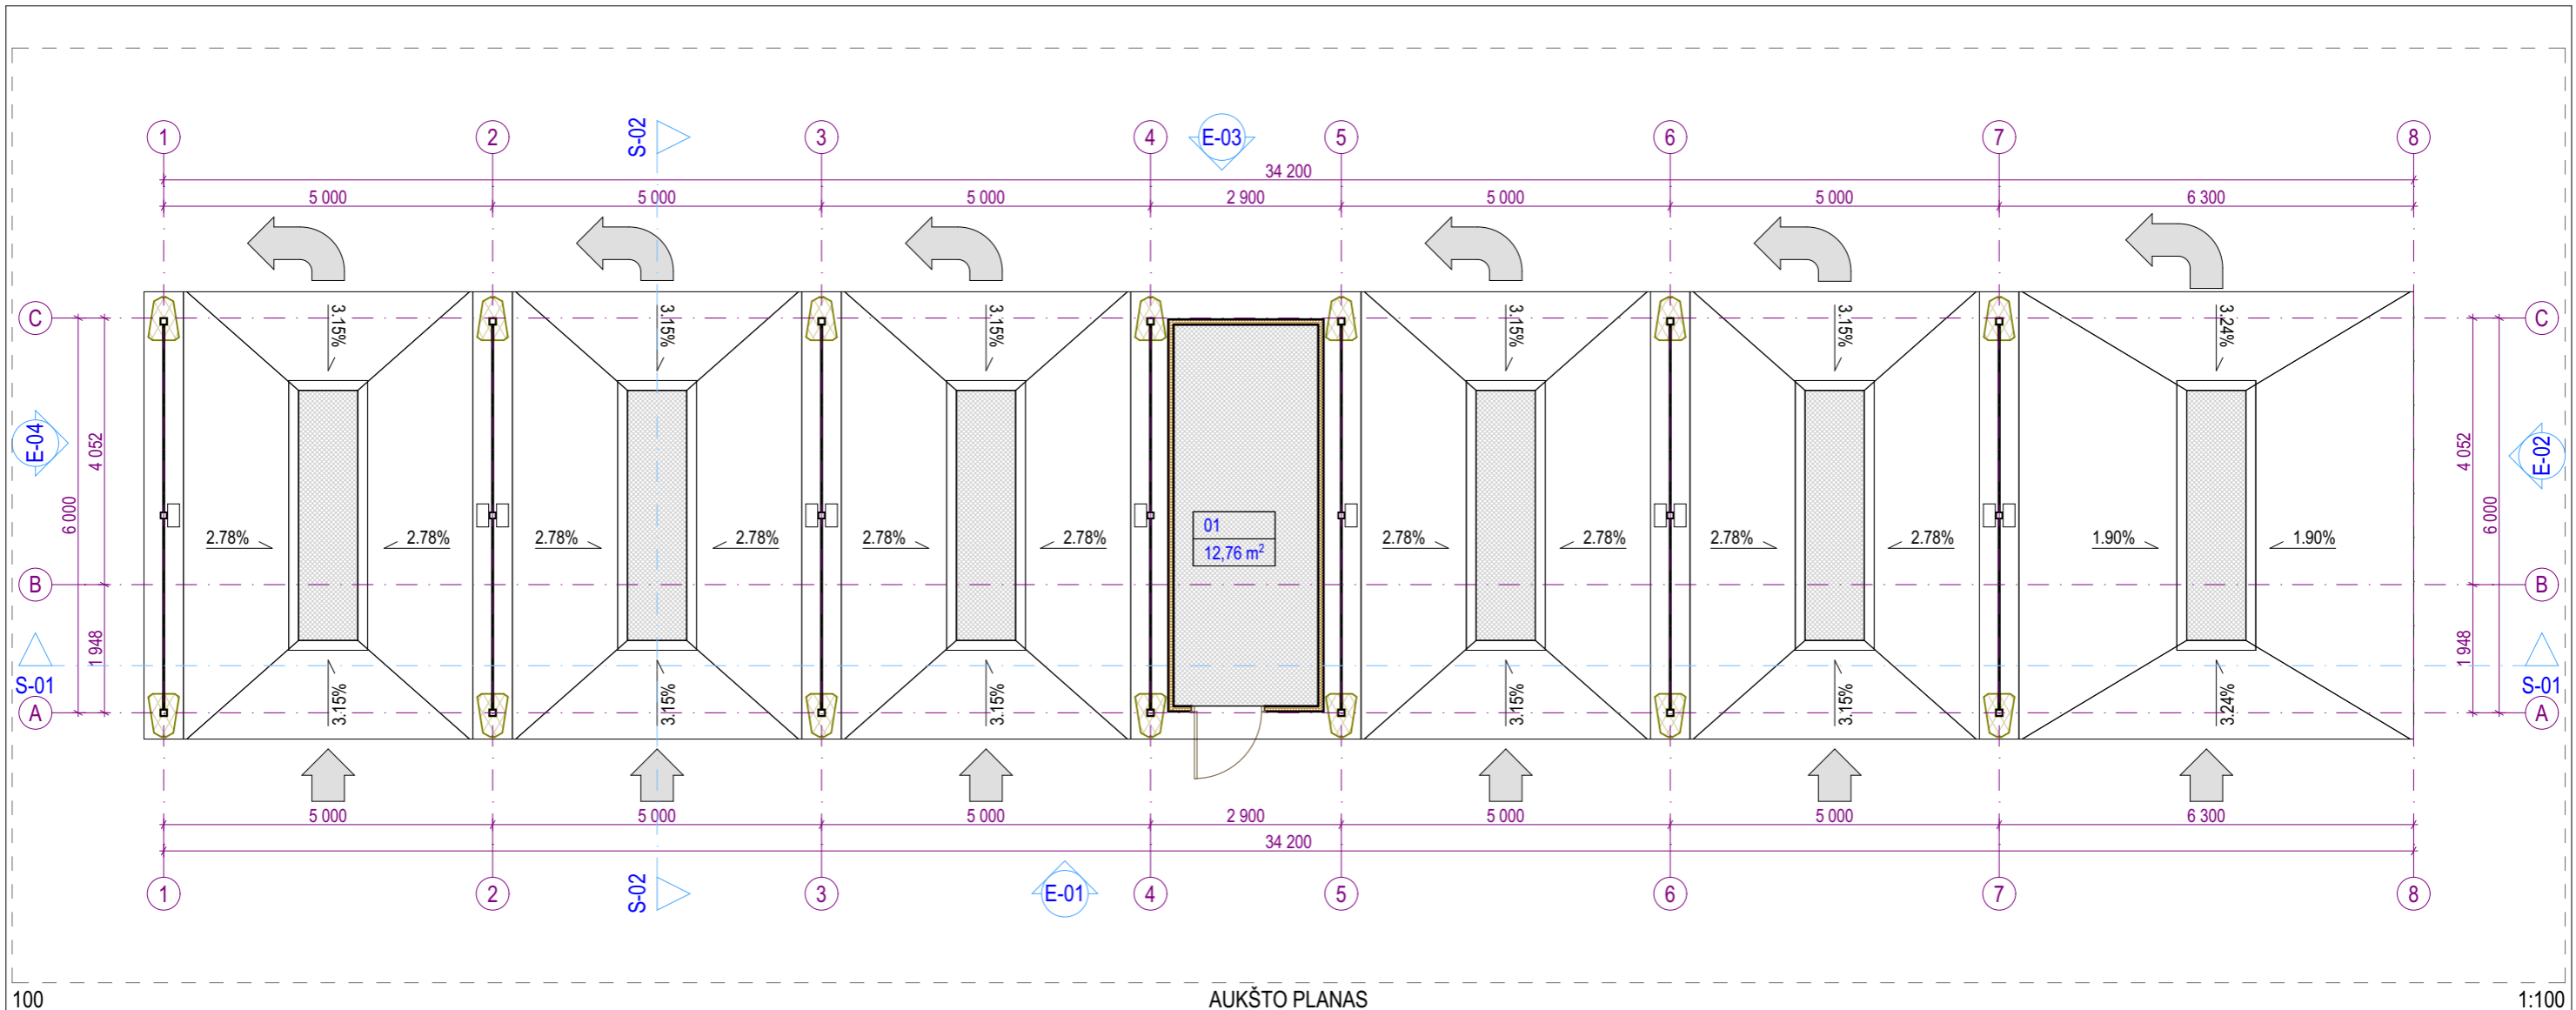 1 2 S-02 3 4 E-03 5 6 7 8
34 200
5 000 5 000 5 000 2 900 5 000 5 000 6 300
C 3.15% 3.15% 3.15% 3.15% 3.15% 3.24% C
E-04 4 052 4 052 E-02
6 000 6 000
01
2.78% 2.78% 2.78% 2.78% 2.78% 2.78% 2.78% 2.78% 2.78% 2.78% 1.90% 1.90%
12,76 m²
B B
1 948 1 948
S-01 S-01
A 3.15% 3.15% 3.15% 3.15% 3.15% 3.24% A
5 000 5 000 5 000 2 900 5 000 5 000 6 300
34 200
1 2 S-02 3 E-01 4 5 6 7 8
100 AUKŠTO PLANAS 1:100